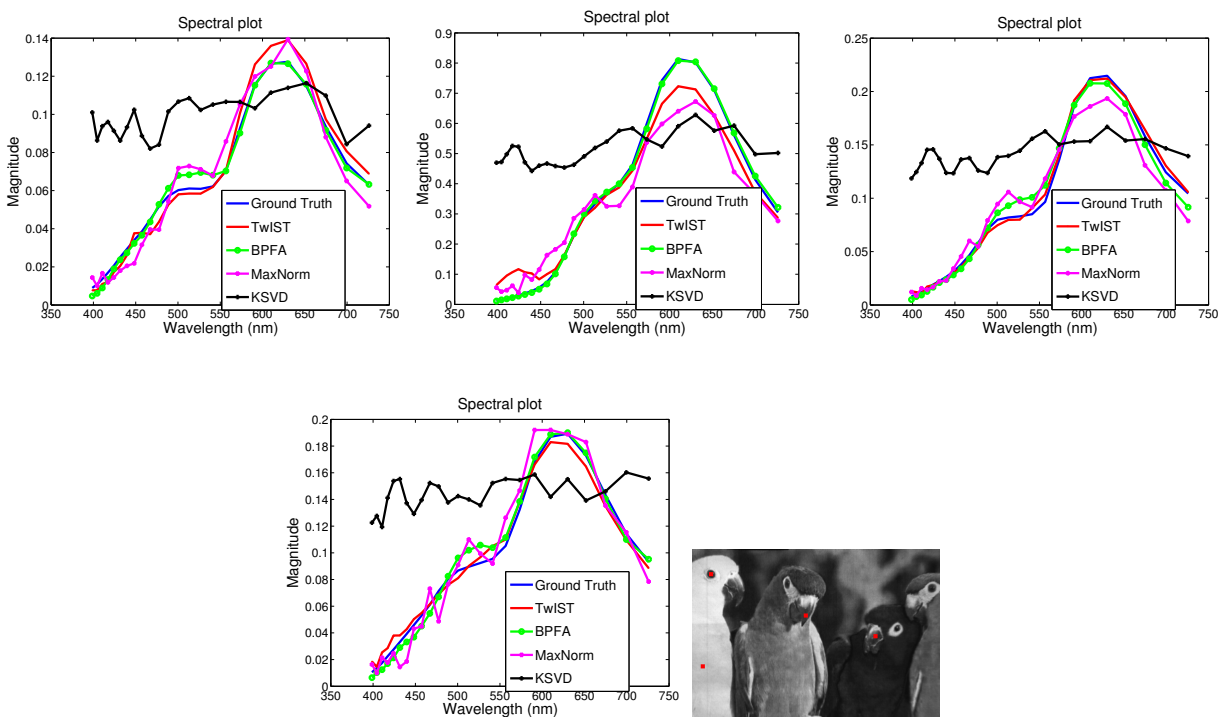 Spectral plot
0.14
0.12
0.1
0.08
0.06
0.04
0.02
0
Magnitude
350 400 450 500 550 600 650 700 750
Wavelength (nm)
Ground Truth
TwIST
BPFA
MaxNorm
KSVD
Spectral plot
0.9
0.8
0.7
0.6
0.5
0.4
0.3
0.2
0.1
0
Magnitude
350 400 450 500 550 600 650 700 750
Wavelength (nm)
Ground Truth
TwIST
BPFA
MaxNorm
KSVD
Spectral plot
0.25
0.2
0.15
0.1
0.05
0
Magnitude
350 400 450 500 550 600 650 700 750
Wavelength (nm)
Ground Truth
TwIST
BPFA
MaxNorm
KSVD
Spectral plot
0.2
0.18
0.16
0.14
0.12
0.1
0.08
0.06
0.04
0.02
0
Magnitude
350 400 450 500 550 600 650 700 750
Wavelength (nm)
Ground Truth
TwIST
BPFA
MaxNorm
KSVD